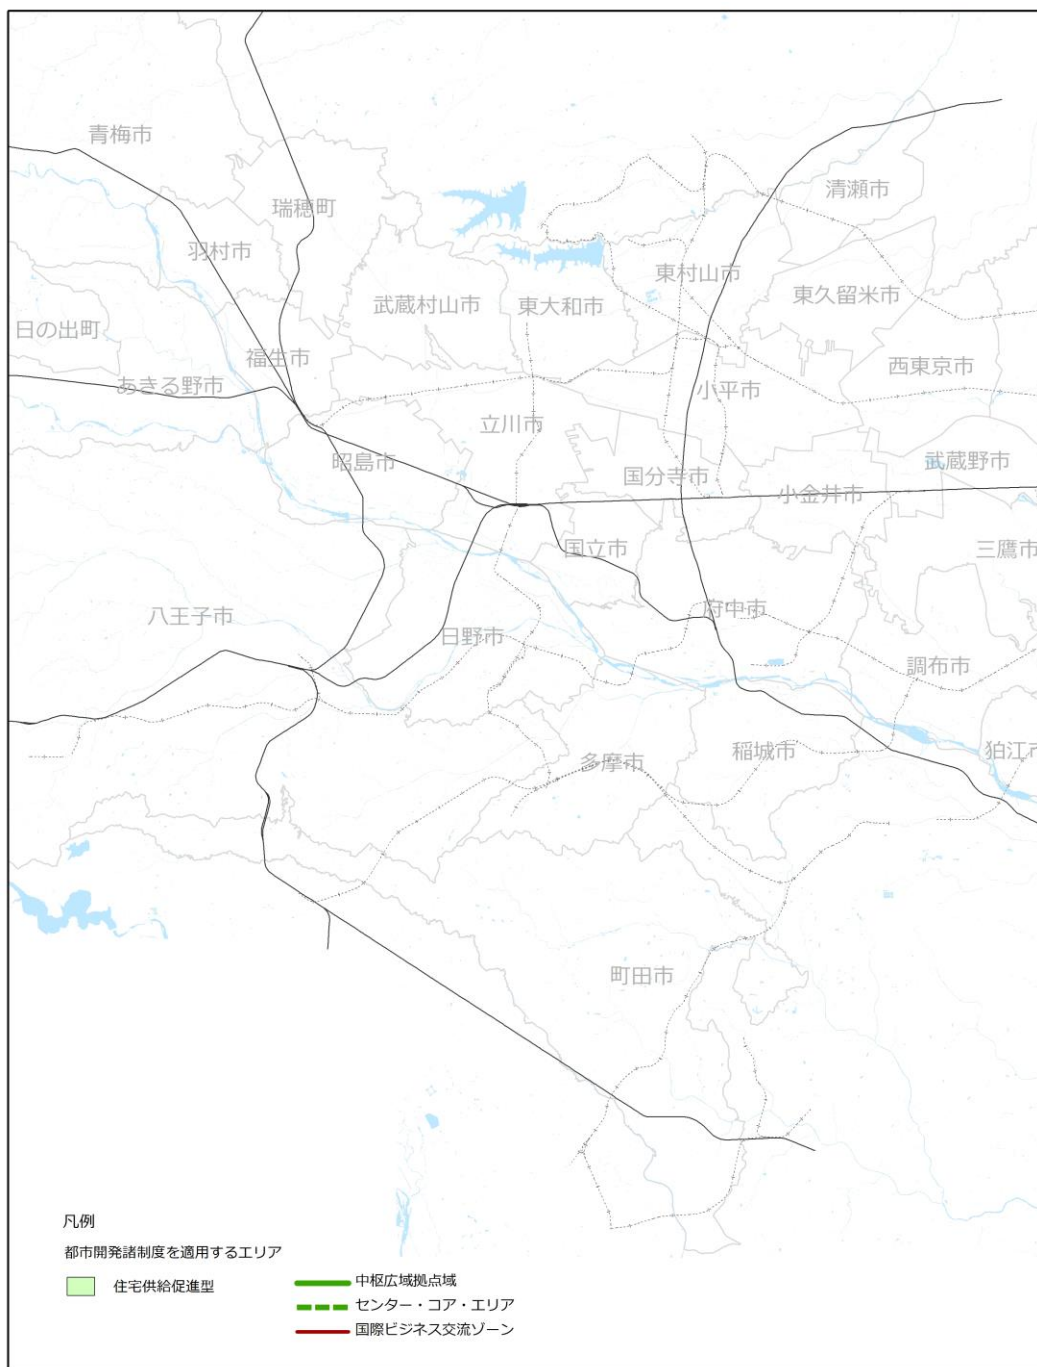 青梅市
瑞穂町
清瀬市
羽村市
東村山市
東久留米市
武蔵村山市
東大和市
日の出町
福生市
西東京市
あきる野市
小平市
立川市
昭島市
武蔵野市
国分寺市
小金井市
国立市
三鷹市
八王子市
府中市
日野市
調布市
稲城市
狛江市
多摩市
町田市
凡例
都市開発諸制度を適用するエリア
住宅供給促進型
中枢広域拠点域
センター・コア・エリア
国際ビジネス交流ゾーン